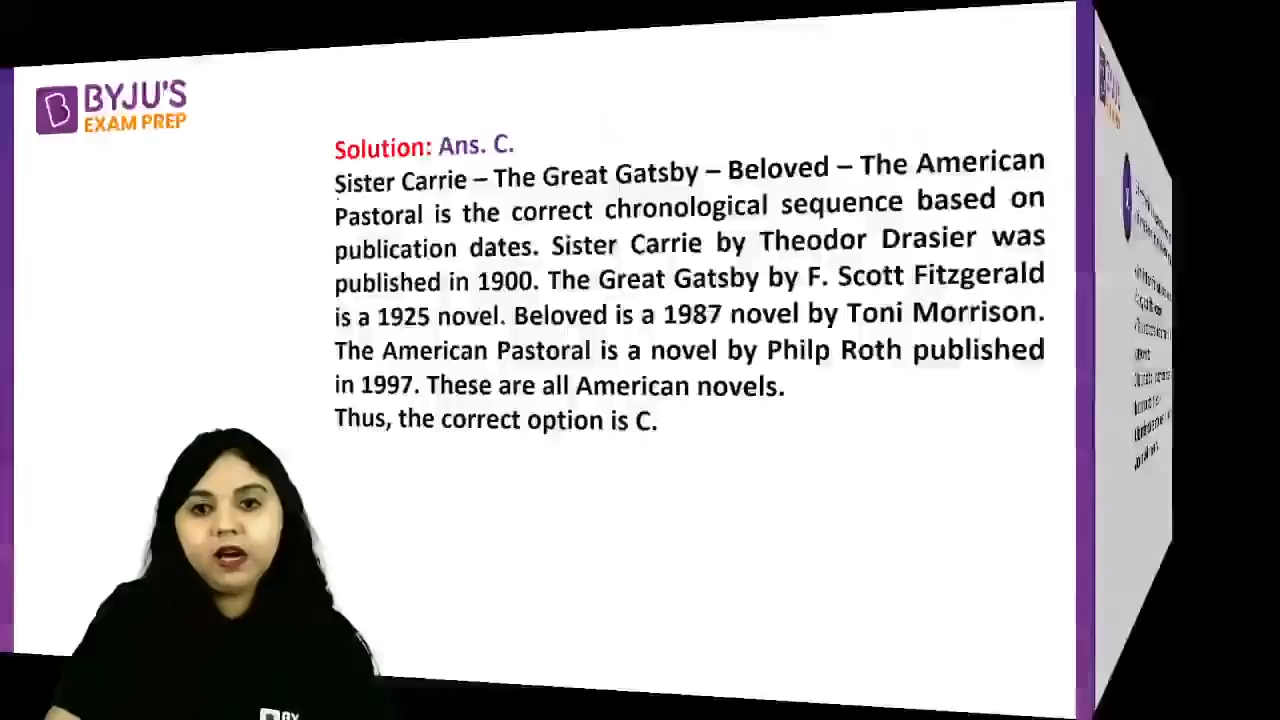 BYJU'S
EXAM PREP
Solution: Ans. C.
Sister Carrie – The Great Gatsby – Beloved – The American
Pastoral is the correct chronological sequence based on
publication dates. Sister Carrie by Theodor Drasier was
published in 1900. The Great Gatsby by F. Scott Fitzgerald
is a 1925 novel. Beloved is a 1987 novel by Toni Morrison.
The American Pastoral is a novel by Philp Roth published
in 1997. These are all American novels.
Thus, the correct option is C.
BY